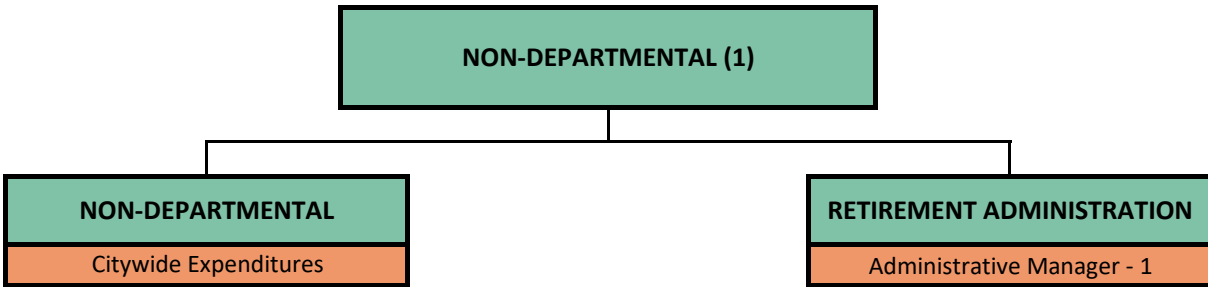 NON-DEPARTMENTAL (1)
NON-DEPARTMENTAL
Citywide Expenditures
RETIREMENT ADMINISTRATION
Administrative Manager - 1